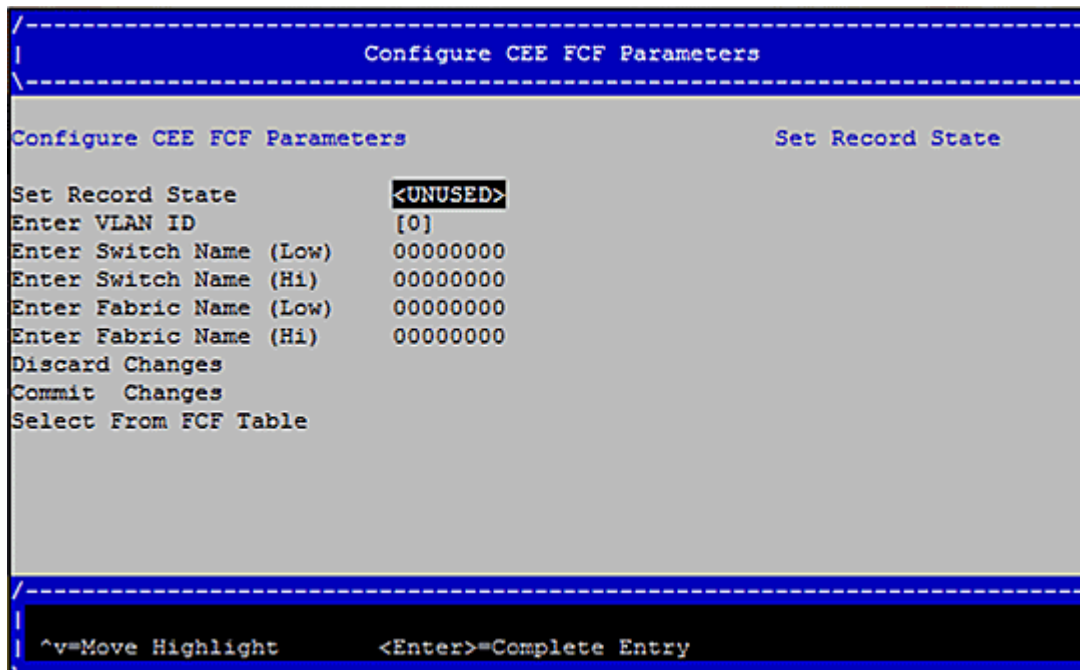 /---------------------------------------------------------------------------
| Configure CEE FCF Parameters
\---------------------------------------------------------------------------
Configure CEE FCF Parameters Set Record State
Set Record State <UNUSED>
Enter VLAN ID [0]
Enter Switch Name (Low) 00000000
Enter Switch Name (Hi) 00000000
Enter Fabric Name (Low) 00000000
Enter Fabric Name (Hi) 00000000
Discard Changes
Commit  Changes
Select From FCF Table
/---------------------------------------------------------------------------
|
| ^v=Move Highlight <Enter>=Complete Entry
\